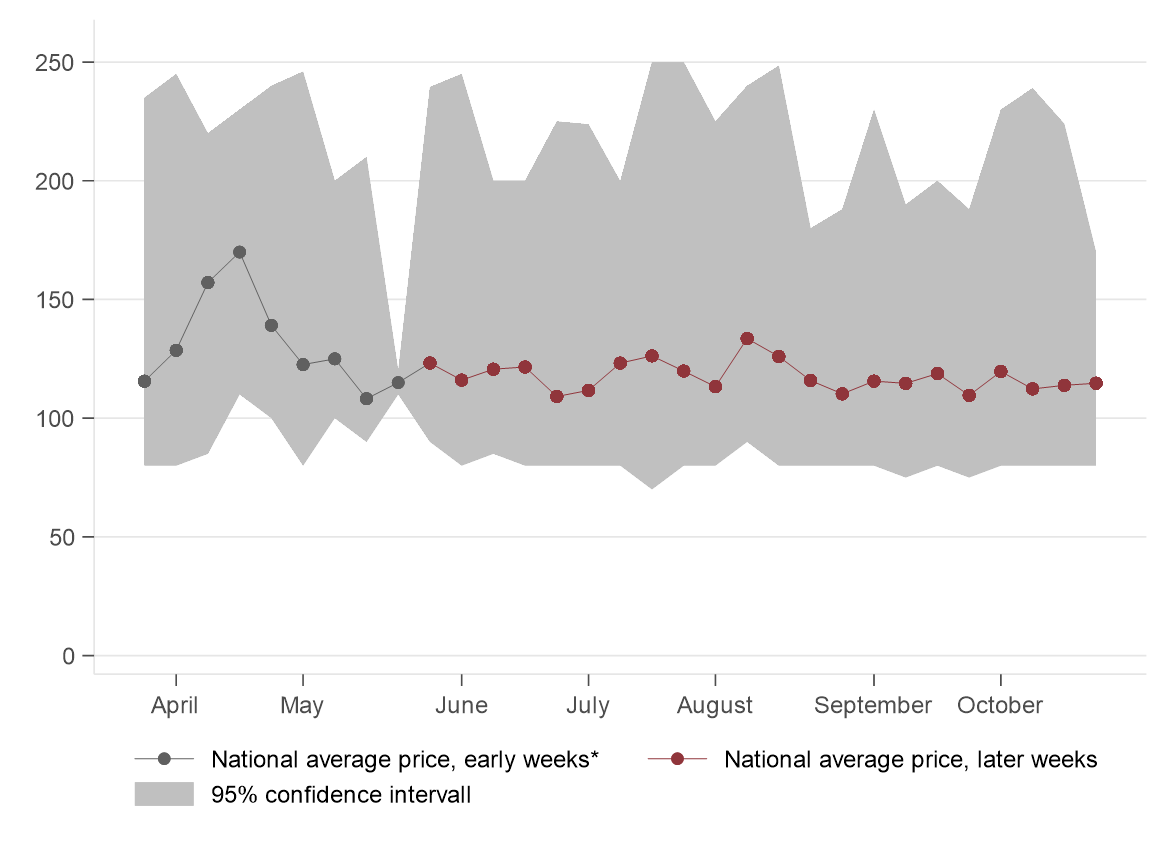 250
200
150
100
50
0
April May June July August September October
National average price, early weeks* National average price, later weeks
95% confidence intervall